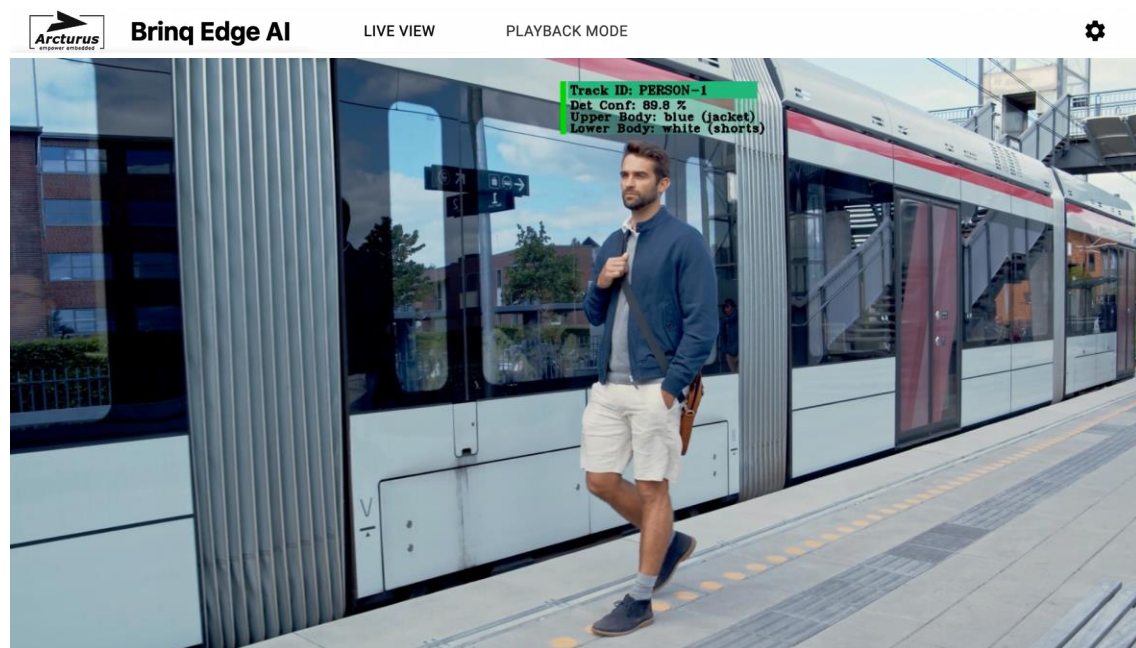 Arcturus
empower embedded
Brinq Edge AI
LIVE VIEW
PLAYBACK MODE
Track ID: PERSON-1
Det Conf: 89.8 %
Upper Body: blue (jacket)
Lower Body: white (shorts)